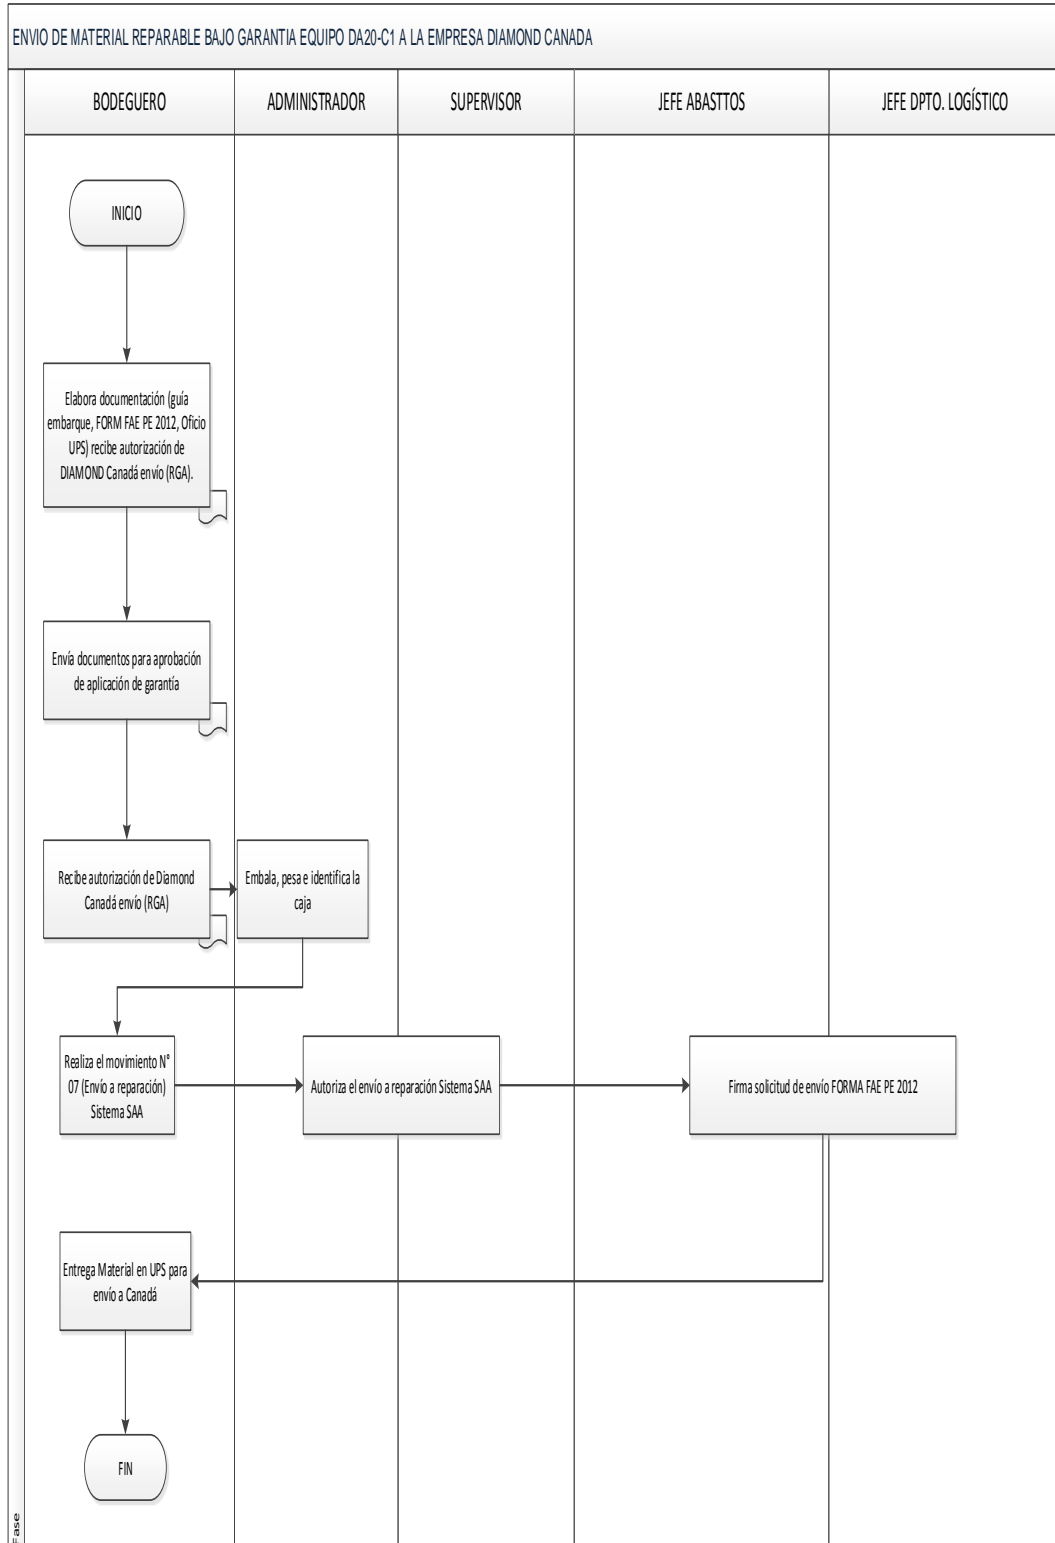 ENVIO DE MATERIAL REPARABLE BAJO GARANTIA EQUIPO DA20-C1 A LA EMPRESA DIAMOND CANADA
BODEGUERO
ADMINISTRADOR
SUPERVISOR
JEFE ABASTTOS
JEFE DPTO. LOGÍSTICO
INICIO
Elabora documentación (guía
embarque, FORM FAE PE 2012, Oficio
UPS) recibe autorización de
DIAMOND Canadá envío (RGA).
Envía documentos para aprobación
de aplicación de garantía
Recibe autorización de Diamond
Canadá envío (RGA)
Embala, pesa e identifica la
caja
Realiza el movimiento N°
07 (Envío a reparación)
Sistema SAA
Autoriza el envío a reparación Sistema SAA
Firma solicitud de envío FORMA FAE PE 2012
Entrega Material en UPS para
envío a Canadá
FIN
Fase